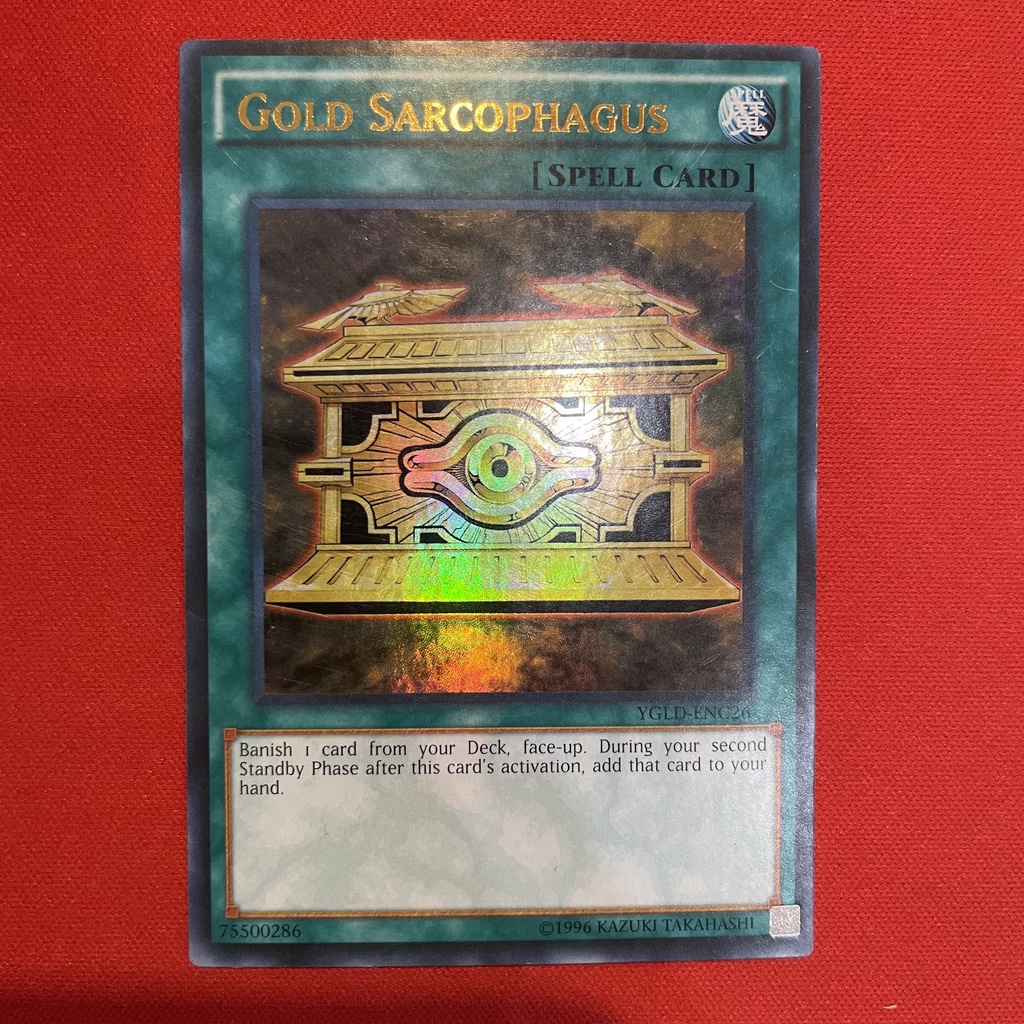 Gold Sarcophagus
SPELL
魔
[Spell Card]
YGLD-ENC26
Banish 1 card from your Deck, face-up. During your second
Standby Phase after this card's activation, add that card to your
hand.
75500286
©1996 KAZUKI TAKAHASHI